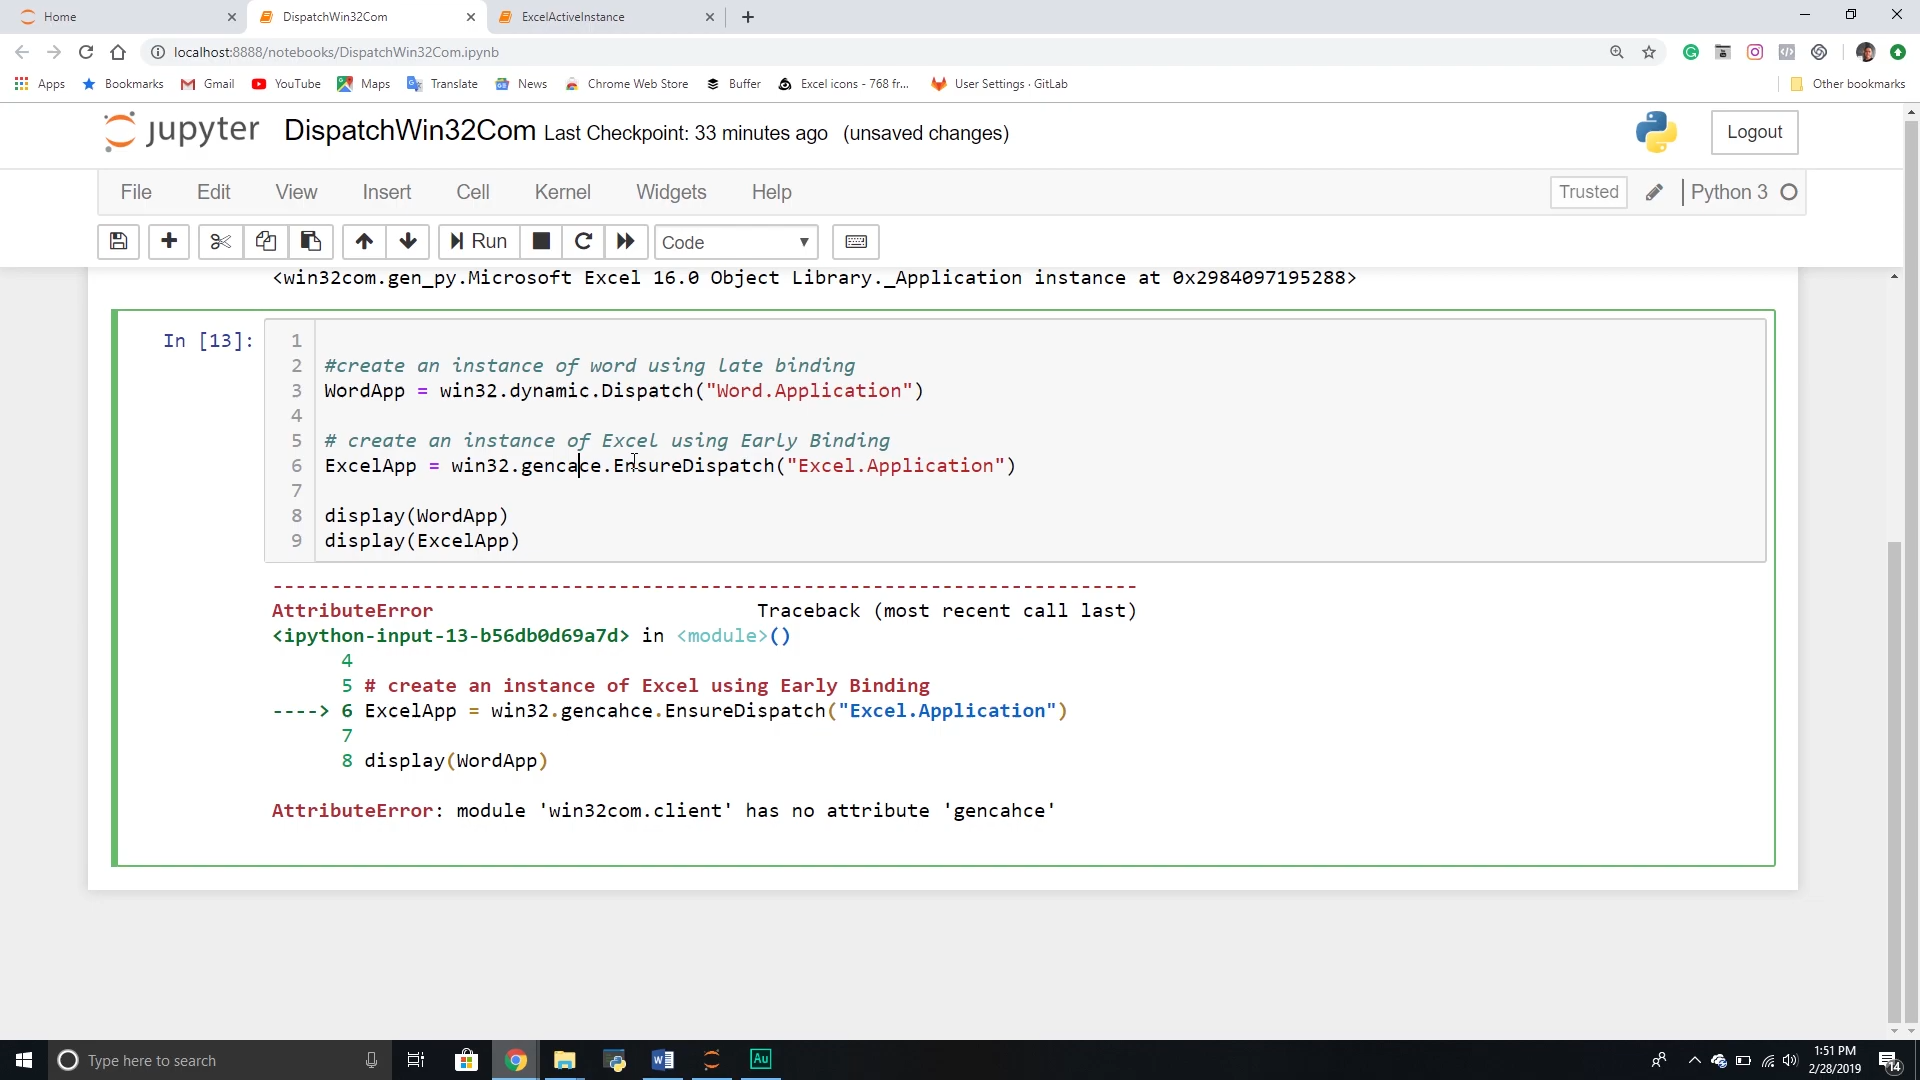 Home
DispatchWin32Com
ExcelActiveInstance
localhost:8888/notebooks/DispatchWin32Com.ipynb
Apps Bookmarks Gmail YouTube Maps Translate News Chrome Web Store Buffer Excel icons - 768 fr... User Settings · GitLab Other bookmarks
jupyter DispatchWin32Com Last Checkpoint: 33 minutes ago (unsaved changes) Logout
File Edit View Insert Cell Kernel Widgets Help Trusted Python 3
Run Code
<win32com.gen_py.Microsoft Excel 16.0 Object Library._Application instance at 0x2984097195288>
In [13]:
1
2 #create an instance of word using late binding
3 WordApp = win32.dynamic.Dispatch("Word.Application")
4
5 # create an instance of Excel using Early Binding
6 ExcelApp = win32.gencace.EnsureDispatch("Excel.Application")
7
8 display(WordApp)
9 display(ExcelApp)
---------------------------------------------------------------------------
AttributeError Traceback (most recent call last)
<ipython-input-13-b56db0d69a7d> in <module>()
4
5 # create an instance of Excel using Early Binding
----> 6 ExcelApp = win32.gencahce.EnsureDispatch("Excel.Application")
7
8 display(WordApp)
AttributeError: module 'win32com.client' has no attribute 'gencahce'
Type here to search
Au
1:51 PM
2/28/2019
14